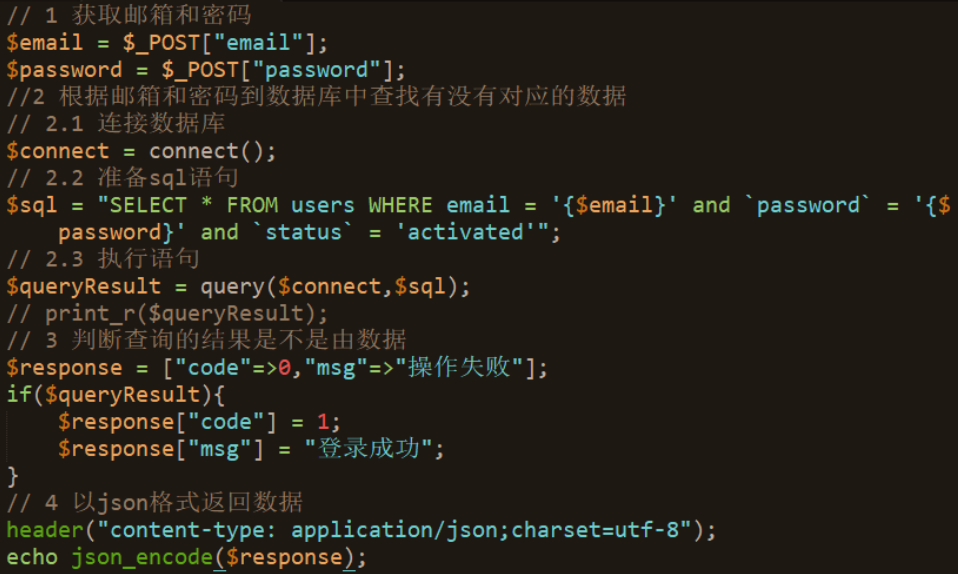 // 1 获取邮箱和密码
$email = $_POST["email"];
$password = $_POST["password"];
//2 根据邮箱和密码到数据库中查找有没有对应的数据
// 2.1 连接数据库
$connect = connect();
// 2.2 准备sql语句
$sql = "SELECT * FROM users WHERE email = '{$email}' and `password` = '{$
password}' and `status` = 'activated'";
// 2.3 执行语句
$queryResult = query($connect,$sql);
// print_r($queryResult);
// 3 判断查询的结果是不是由数据
$response = ["code"=>0,"msg"=>"操作失败"];
if($queryResult){
    $response["code"] = 1;
    $response["msg"] = "登录成功";
}
// 4 以json格式返回数据
header("content-type: application/json;charset=utf-8");
echo json_encode($response);